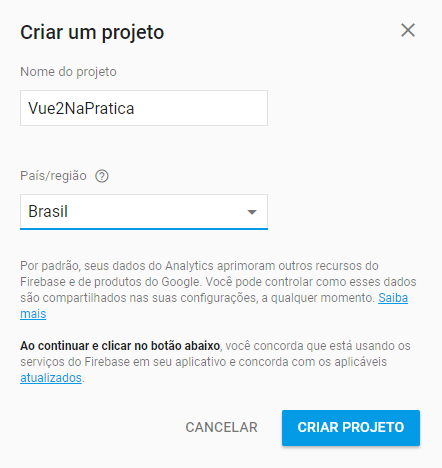 Criar um projeto
Nome do projeto
Vue2NaPratica
País/região
Brasil
Por padrão, seus dados do Analytics aprimoram outros recursos do
Firebase e de produtos do Google. Você pode controlar como esses dados
são compartilhados nas suas configurações, a qualquer momento. Saiba
mais
Ao continuar e clicar no botão abaixo, você concorda que está usando os
serviços do Firebase em seu aplicativo e concorda com os aplicáveis
atualizados.
CANCELAR
CRIAR PROJETO